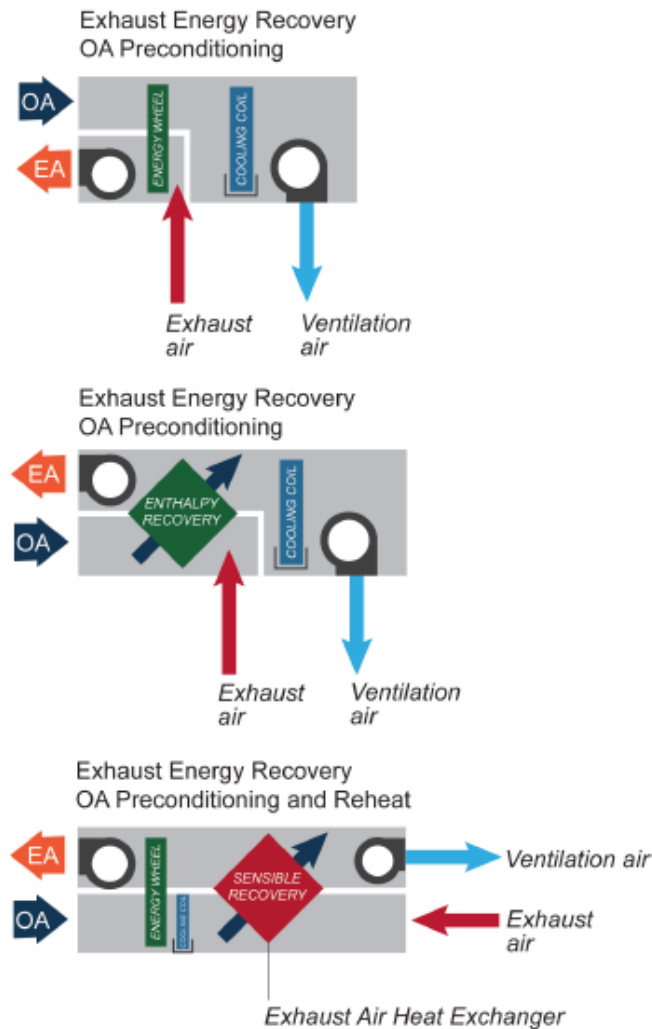 Exhaust Energy Recovery
OA Preconditioning
OA
EA
ENERGY WHEEL
COOLING COIL
Exhaust
air
Ventilation
air
Exhaust Energy Recovery
OA Preconditioning
EA
OA
ENTHALPY
RECOVERY
COOLING COIL
Exhaust
air
Ventilation
air
Exhaust Energy Recovery
OA Preconditioning and Reheat
EA
OA
ENERGY WHEEL
COOLING COIL
SENSIBLE
RECOVERY
Ventilation air
Exhaust
air
Exhaust Air Heat Exchanger